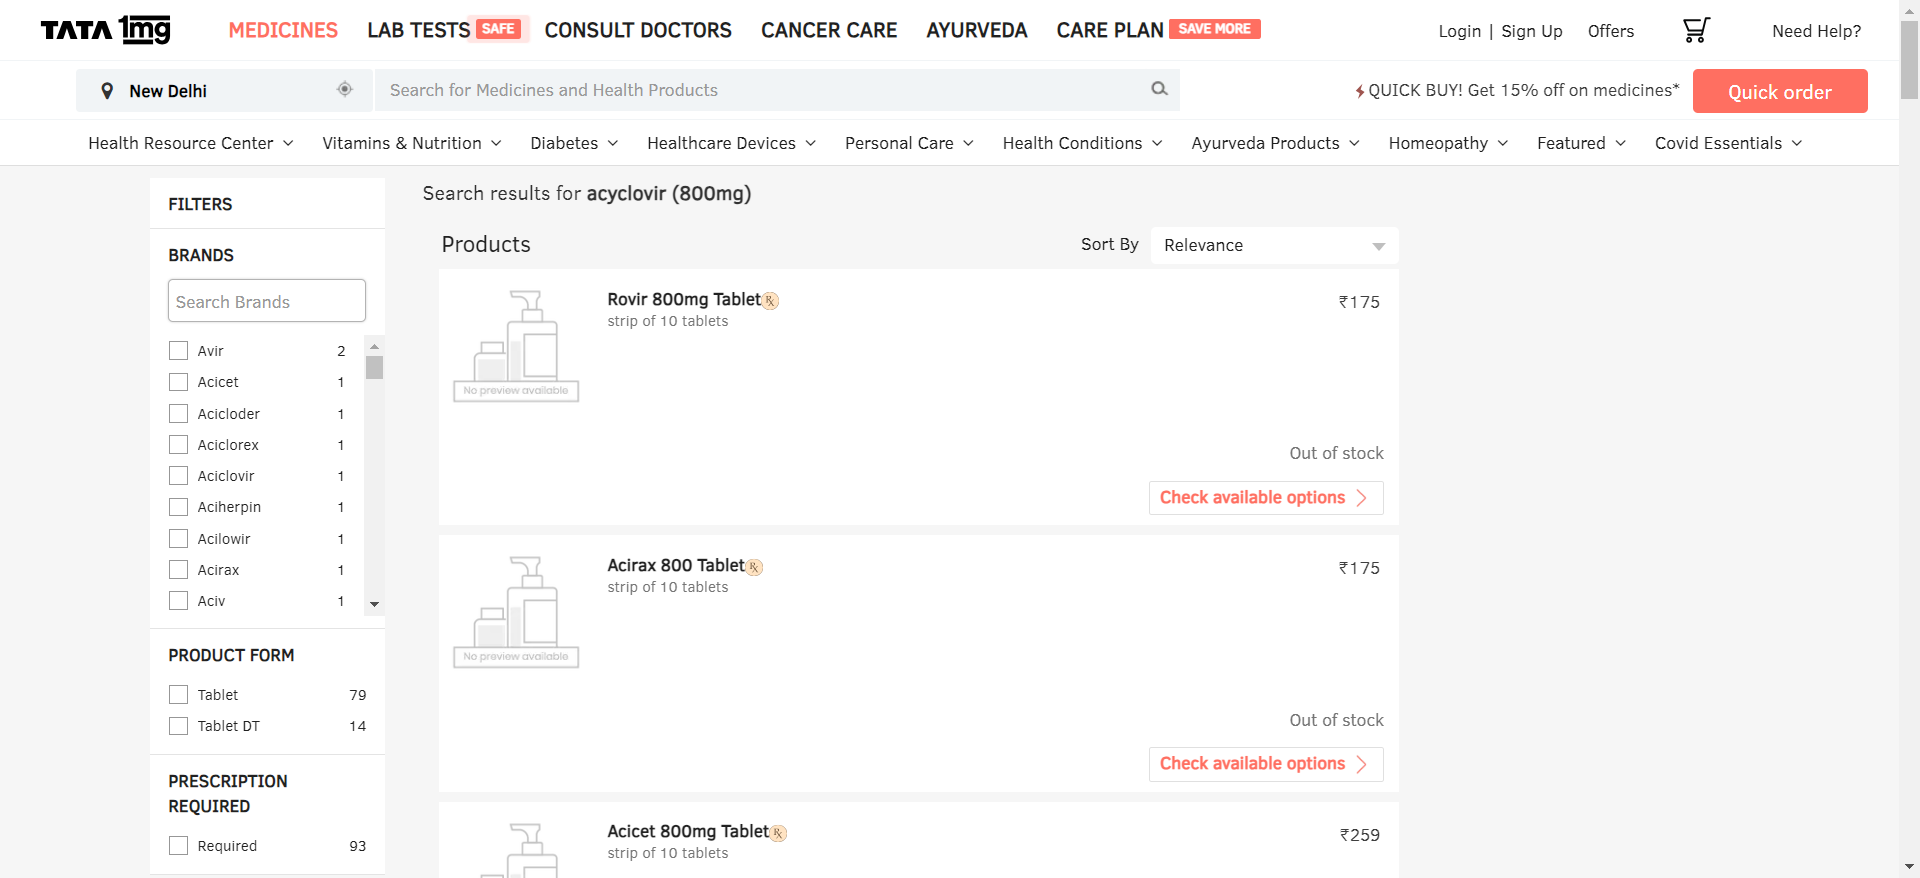 TATA 1mg
MEDICINES LAB TESTS SAFE CONSULT DOCTORS CANCER CARE AYURVEDA CARE PLAN SAVE MORE Login | Sign Up Offers Need Help?
New Delhi Search for Medicines and Health Products QUICK BUY! Get 15% off on medicines* Quick order
Health Resource Center Vitamins & Nutrition Diabetes Healthcare Devices Personal Care Health Conditions Ayurveda Products Homeopathy Featured Covid Essentials
FILTERS
BRANDS
Search Brands
Avir 2
Acicet 1
Acicloder 1
Aciclorex 1
Aciclovir 1
Aciherpin 1
Acilowir 1
Acirax 1
Aciv 1
PRODUCT FORM
Tablet 79
Tablet DT 14
PRESCRIPTION
REQUIRED
Required 93
Search results for acyclovir (800mg)
Products Sort By Relevance
Rovir 800mg Tablet ℞ ₹175
strip of 10 tablets
No preview available
Out of stock
Check available options
Acirax 800 Tablet ℞ ₹175
strip of 10 tablets
No preview available
Out of stock
Check available options
Acicet 800mg Tablet ℞ ₹259
strip of 10 tablets